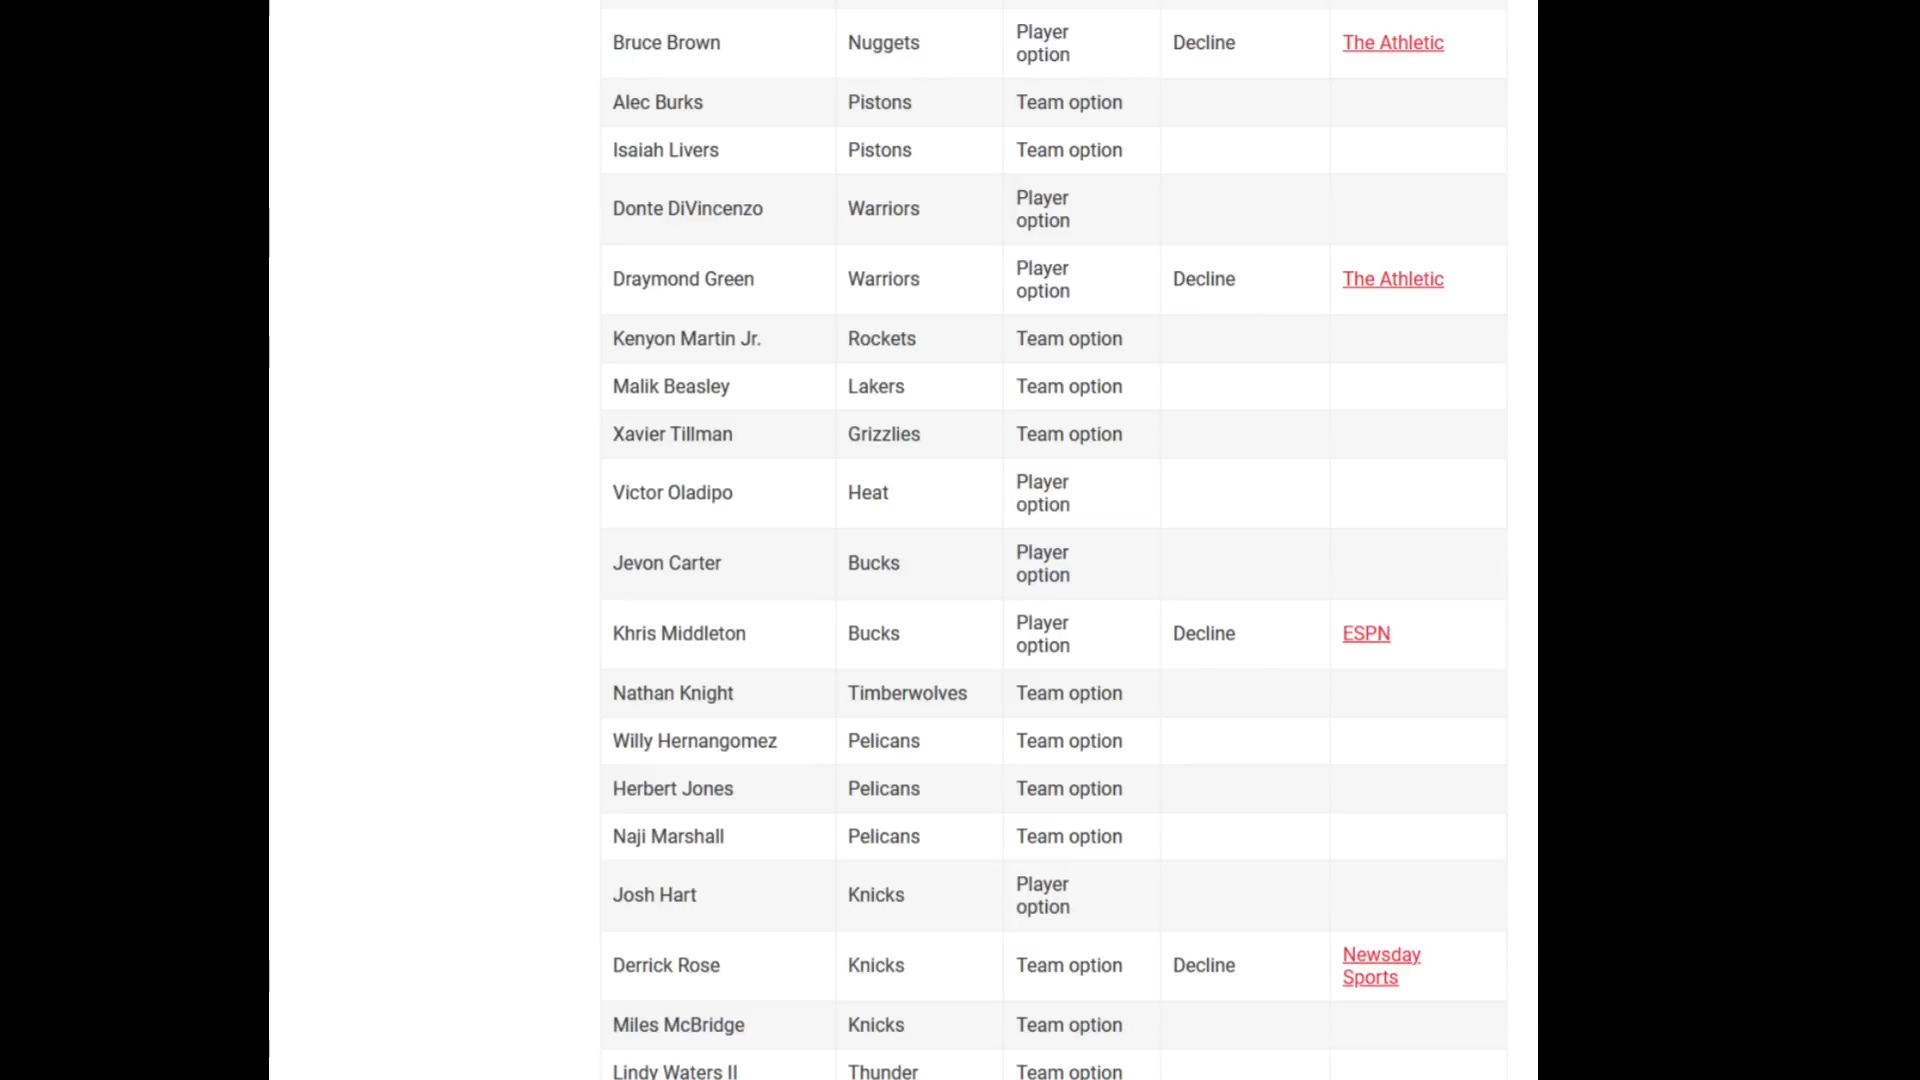 Bruce Brown Nuggets Player option Decline The Athletic
Alec Burks Pistons Team option
Isaiah Livers Pistons Team option
Donte DiVincenzo Warriors Player option
Draymond Green Warriors Player option Decline The Athletic
Kenyon Martin Jr. Rockets Team option
Malik Beasley Lakers Team option
Xavier Tillman Grizzlies Team option
Victor Oladipo Heat Player option
Jevon Carter Bucks Player option
Khris Middleton Bucks Player option Decline ESPN
Nathan Knight Timberwolves Team option
Willy Hernangomez Pelicans Team option
Herbert Jones Pelicans Team option
Naji Marshall Pelicans Team option
Josh Hart Knicks Player option
Derrick Rose Knicks Team option Decline Newsday Sports
Miles McBridge Knicks Team option
Lindy Waters II Thunder Team option